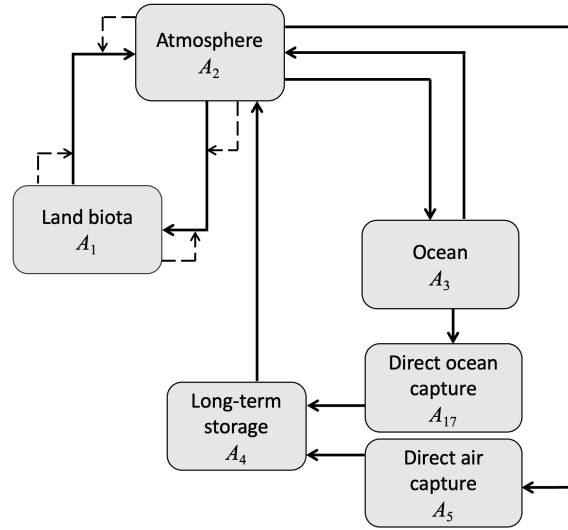 Atmosphere
A₂
Land biota
A₁
Ocean
A₃
Direct ocean
capture
A₁₇
Long-term
storage
A₄
Direct air
capture
A₅